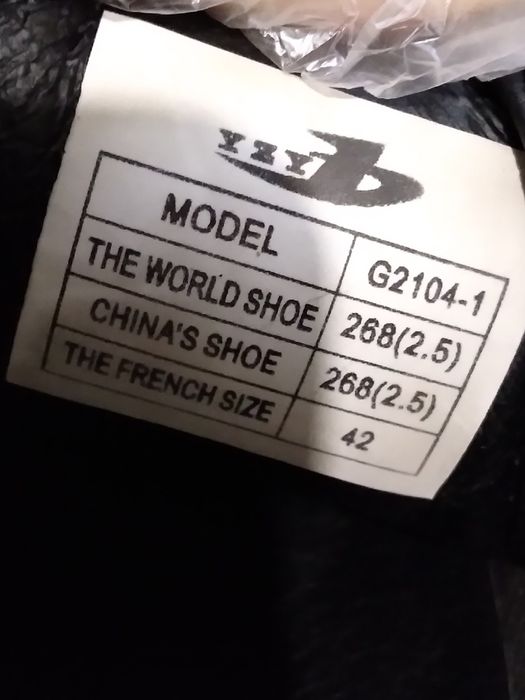 YZY
MODEL G2104-1
THE WORLD SHOE 268(2.5)
CHINA'S SHOE 268(2.5)
THE FRENCH SIZE 42